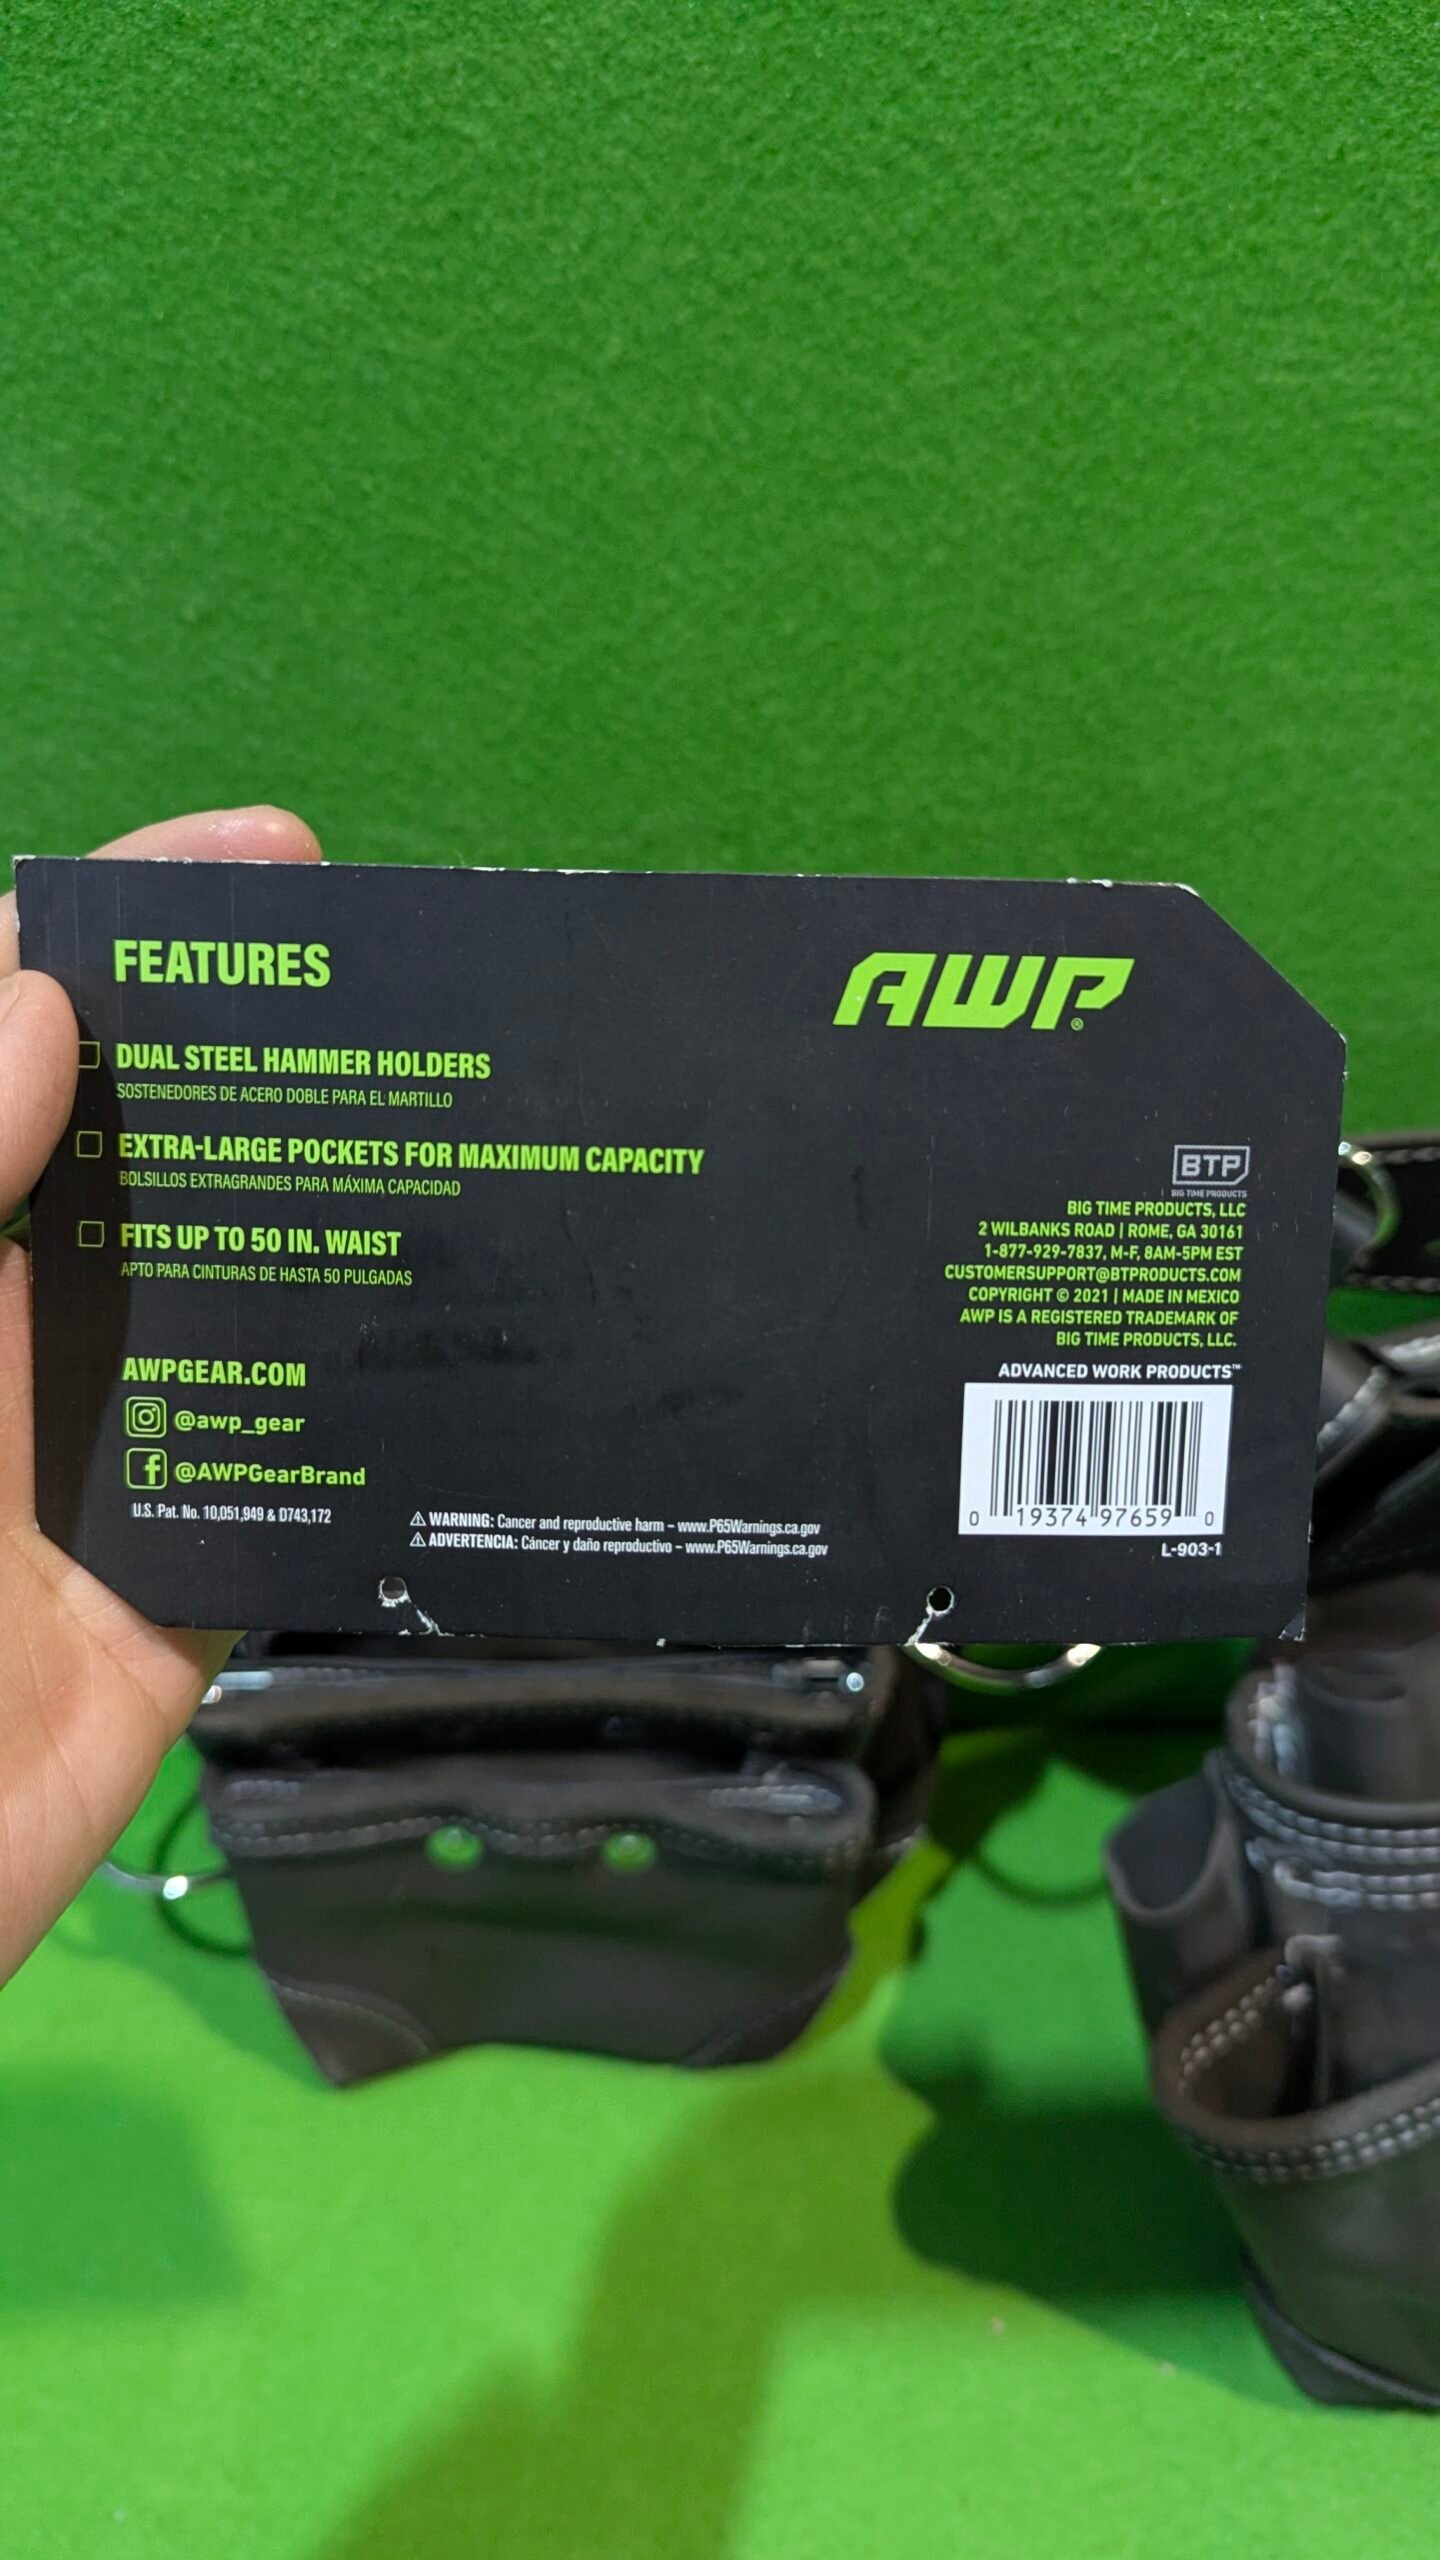 FEATURES
DUAL STEEL HAMMER HOLDERS
SOSTENEDORES DE ACERO DOBLE PARA EL MARTILLO
EXTRA-LARGE POCKETS FOR MAXIMUM CAPACITY
BOLSILLOS EXTRAGRANDES PARA MÁXIMA CAPACIDAD
FITS UP TO 50 IN. WAIST
APTO PARA CINTURAS DE HASTA 50 PULGADAS
AWPGEAR.COM
@awp_gear
@AWPGearBrand
U.S. Pat. No. 10,051,949 & D743,172
⚠ WARNING: Cancer and reproductive harm – www.P65Warnings.ca.gov
⚠ ADVERTENCIA: Cáncer y daño reproductivo – www.P65Warnings.ca.gov
AWP®
BTP
BIG TIME PRODUCTS
BIG TIME PRODUCTS, LLC
2 WILBANKS ROAD | ROME, GA 30161
1-877-929-7837, M-F, 8AM-5PM EST
CUSTOMERSUPPORT@BTPRODUCTS.COM
COPYRIGHT © 2021 | MADE IN MEXICO
AWP IS A REGISTERED TRADEMARK OF
BIG TIME PRODUCTS, LLC.
ADVANCED WORK PRODUCTS™
0 19374 97659 0
L-903-1